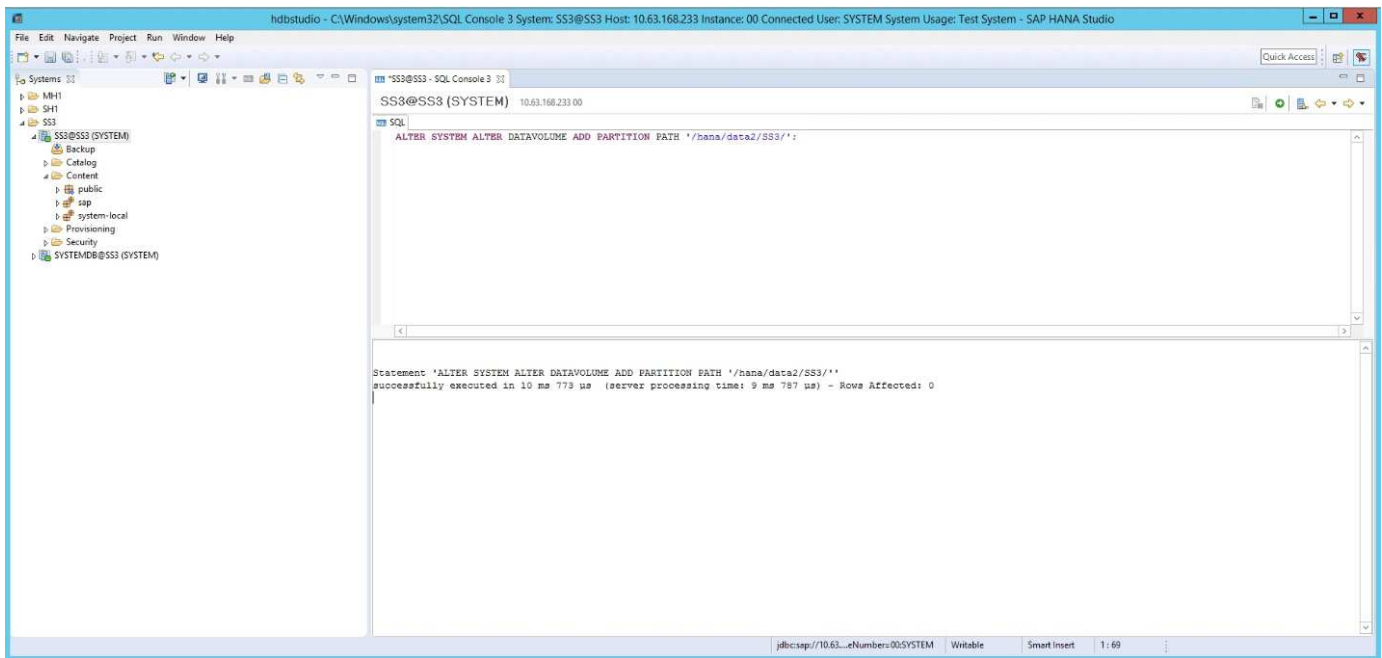 hdbstudio - C:\Windows\system32\SQL Console 3 System: SS3@SS3 Host: 10.63.168.233 Instance: 00 Connected User: SYSTEM System Usage: Test System - SAP HANA Studio
File Edit Navigate Project Run Window Help
Quick Access
Systems
MH1
SH1
SS3
SS3@SS3 (SYSTEM)
Backup
Catalog
Content
public
sap
system-local
Provisioning
Security
SYSTEMDB@SS3 (SYSTEM)
*SS3@SS3 - SQL Console 3
SS3@SS3 (SYSTEM) 10.63.168.233 00
SQL
ALTER SYSTEM ALTER DATAVOLUME ADD PARTITION PATH '/hana/data2/SS3/';
Statement 'ALTER SYSTEM ALTER DATAVOLUME ADD PARTITION PATH '/hana/data2/SS3/''
successfully executed in 10 ms 773 µs (server processing time: 9 ms 787 µs) - Rows Affected: 0
jdbc:sap://10.63....eNumber=00:SYSTEM Writable Smart Insert 1:69